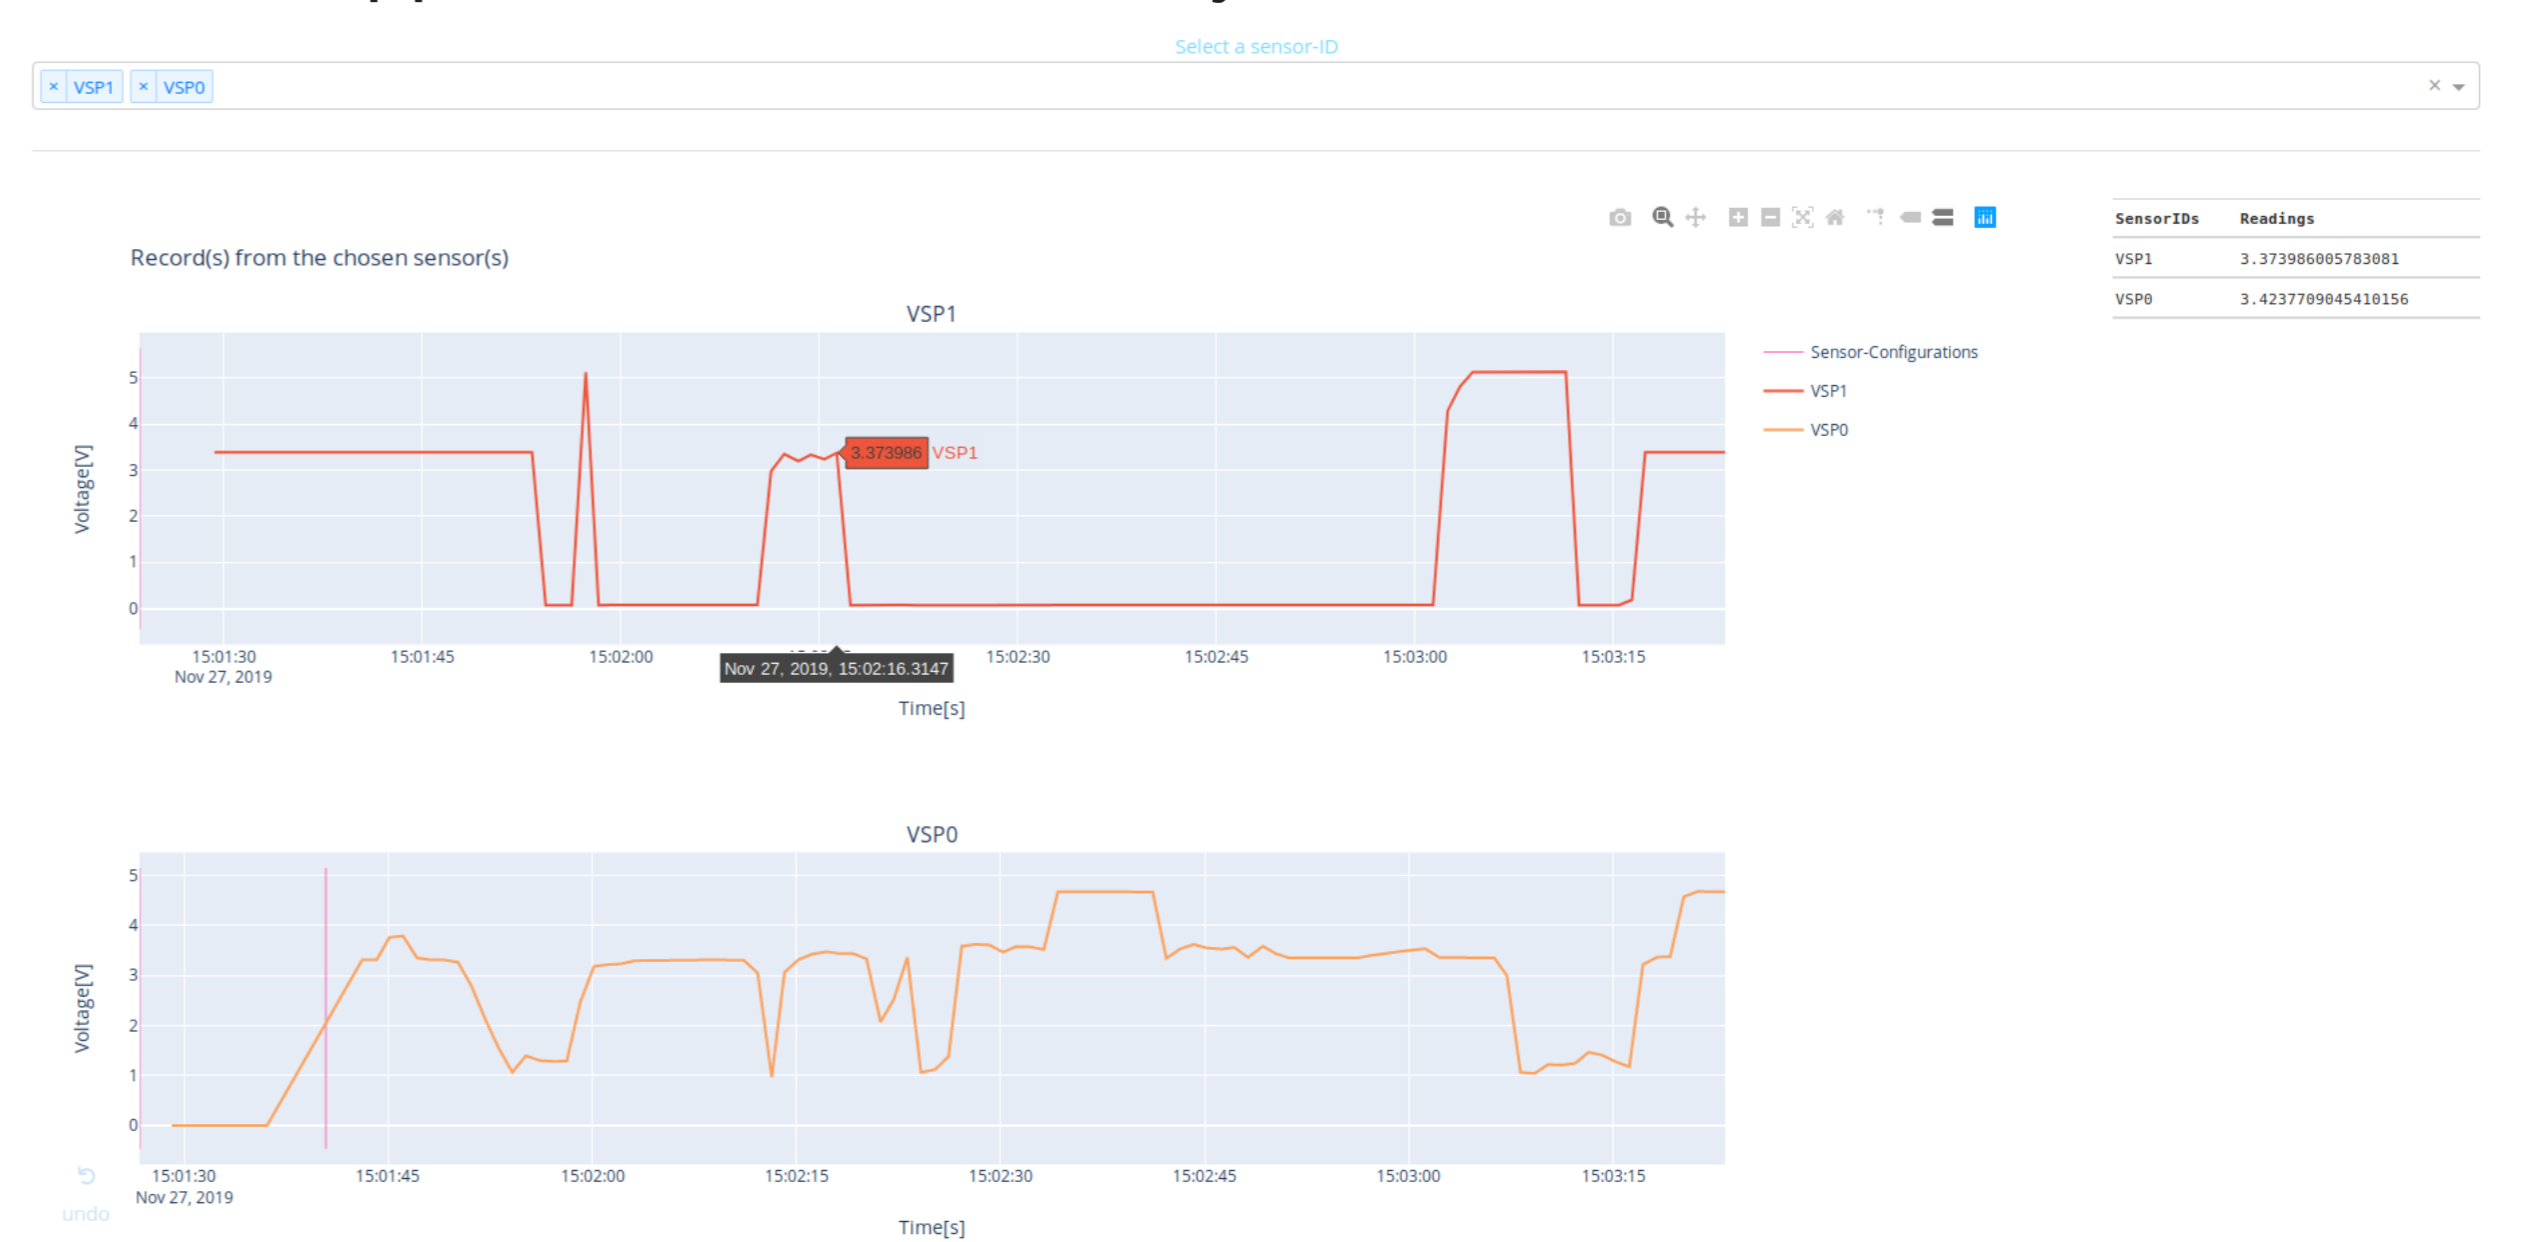 Select a sensor-ID
× VSP1 × VSP0
SensorIDs Readings
VSP1 3.373986005783081
VSP0 3.4237709045410156
Record(s) from the chosen sensor(s)
VSP1
Sensor-Configurations
VSP1
VSP0
5
4
3
2
1
0
Voltage[V]
3.373986 VSP1
15:01:30 15:01:45 15:02:00 15:02:30 15:02:45 15:03:00 15:03:15
Nov 27, 2019
Nov 27, 2019, 15:02:16.3147
Time[s]
VSP0
5
4
3
2
1
0
Voltage[V]
15:01:30 15:01:45 15:02:00 15:02:15 15:02:30 15:02:45 15:03:00 15:03:15
Nov 27, 2019
Time[s]
undo